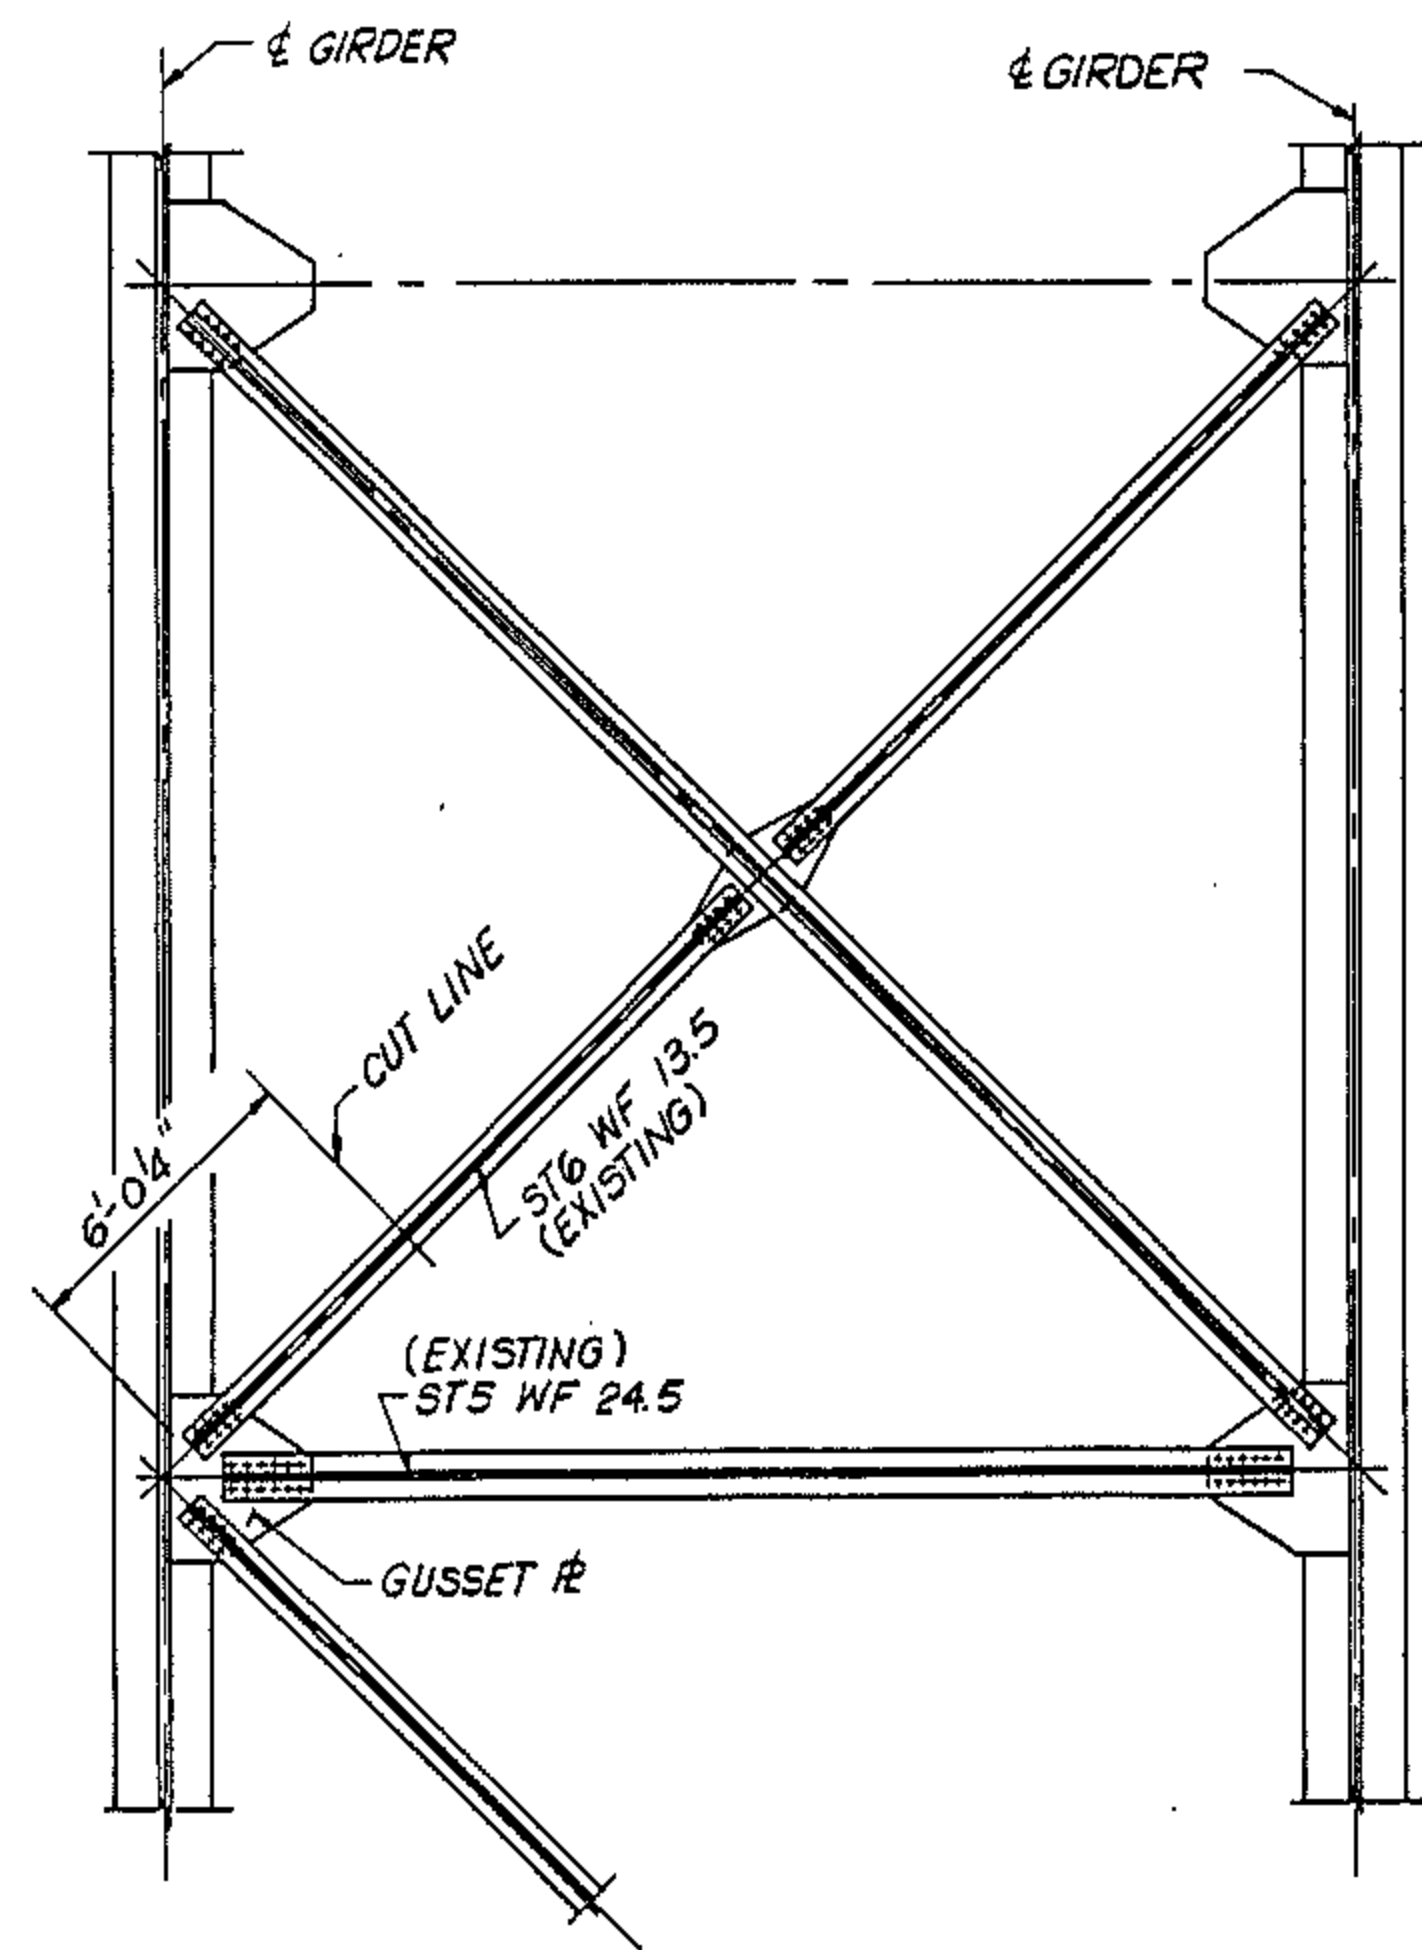 ℄ GIRDER
℄ GIRDER
CUT LINE
6'-0¼"
ST6 WF 13.5
(EXISTING)
(EXISTING)
ST5 WF 24.5
GUSSET ⅊